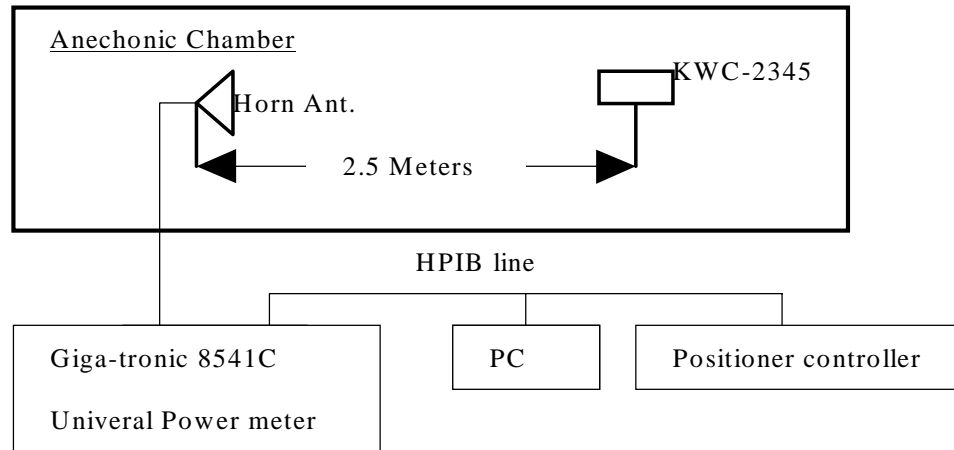 Anechonic Chamber
KWC-2345
Horn Ant.
2.5 Meters
HPIB line
Giga-tronic 8541C
Univeral Power meter
PC
Positioner controller